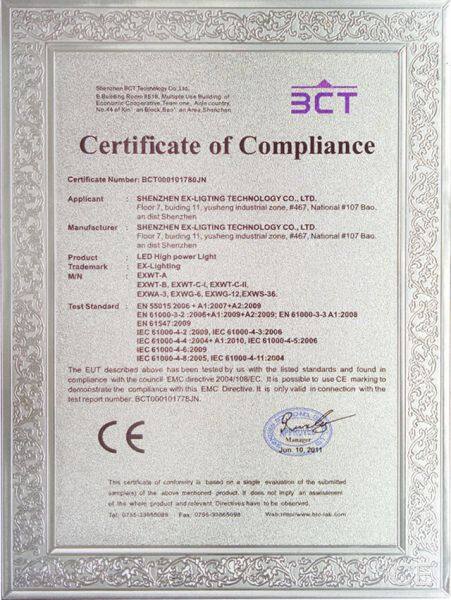 Shenzhen BCT Technology Co.,Ltd.
BCT
Certificate of Compliance
Certificate Number: BCT000101780JN
Applicant : SHENZHEN EX-LIGTING TECHNOLOGY CO., LTD.
Floor 7, buiding 11, yusheng industrial zone, #467, National #107 Bao.
an dist Shenzhen
Manufacturer : SHENZHEN EX-LIGTING TECHNOLOGY CO., LTD.
Floor 7, buiding 11, yusheng industrial zone, #467, National #107 Bao.
an dist Shenzhen
Product : LED High power Light
Trademark : EX-Lighting
M/N : EXWT-A
EXWT-B, EXWT-C-I, EXWT-C-II,
EXWA-3, EXWG-6, EXWG-12,EXWS-36.
Test Standard : EN 55015 2006 + A1:2007+A2:2009
EN 61000-3-2 :2006+A1:2009+A2:2009; EN 61000-3-3 A1:2008
EN 61547:2009
IEC 61000-4-2 :2009, IEC 61000-4-3:2006
IEC 61000-4-4 :2004+ A1:2010, IEC 61000-4-5:2006
IEC 61000-4-6:2009
IEC 61000-4-8:2005, IEC 61000-4-11:2004
The EUT described above has been tested by us with the listed standards and found in
compliance with the council EMC directive 2004/108/EC. It is possible to use CE marking to
demonstrate the compliance with this EMC Directive. It is only valid in connection with the
test report number. BCT000101778JN.
CE
Manager
Jun. 10, 2011
This certificate of conformity is based on a single evaluation of the submitted
sample(s) of the above mentioned product. It does not imply an assessment
of the whole product and relevant Directives have to be observed.
Tel: Fax: Web: